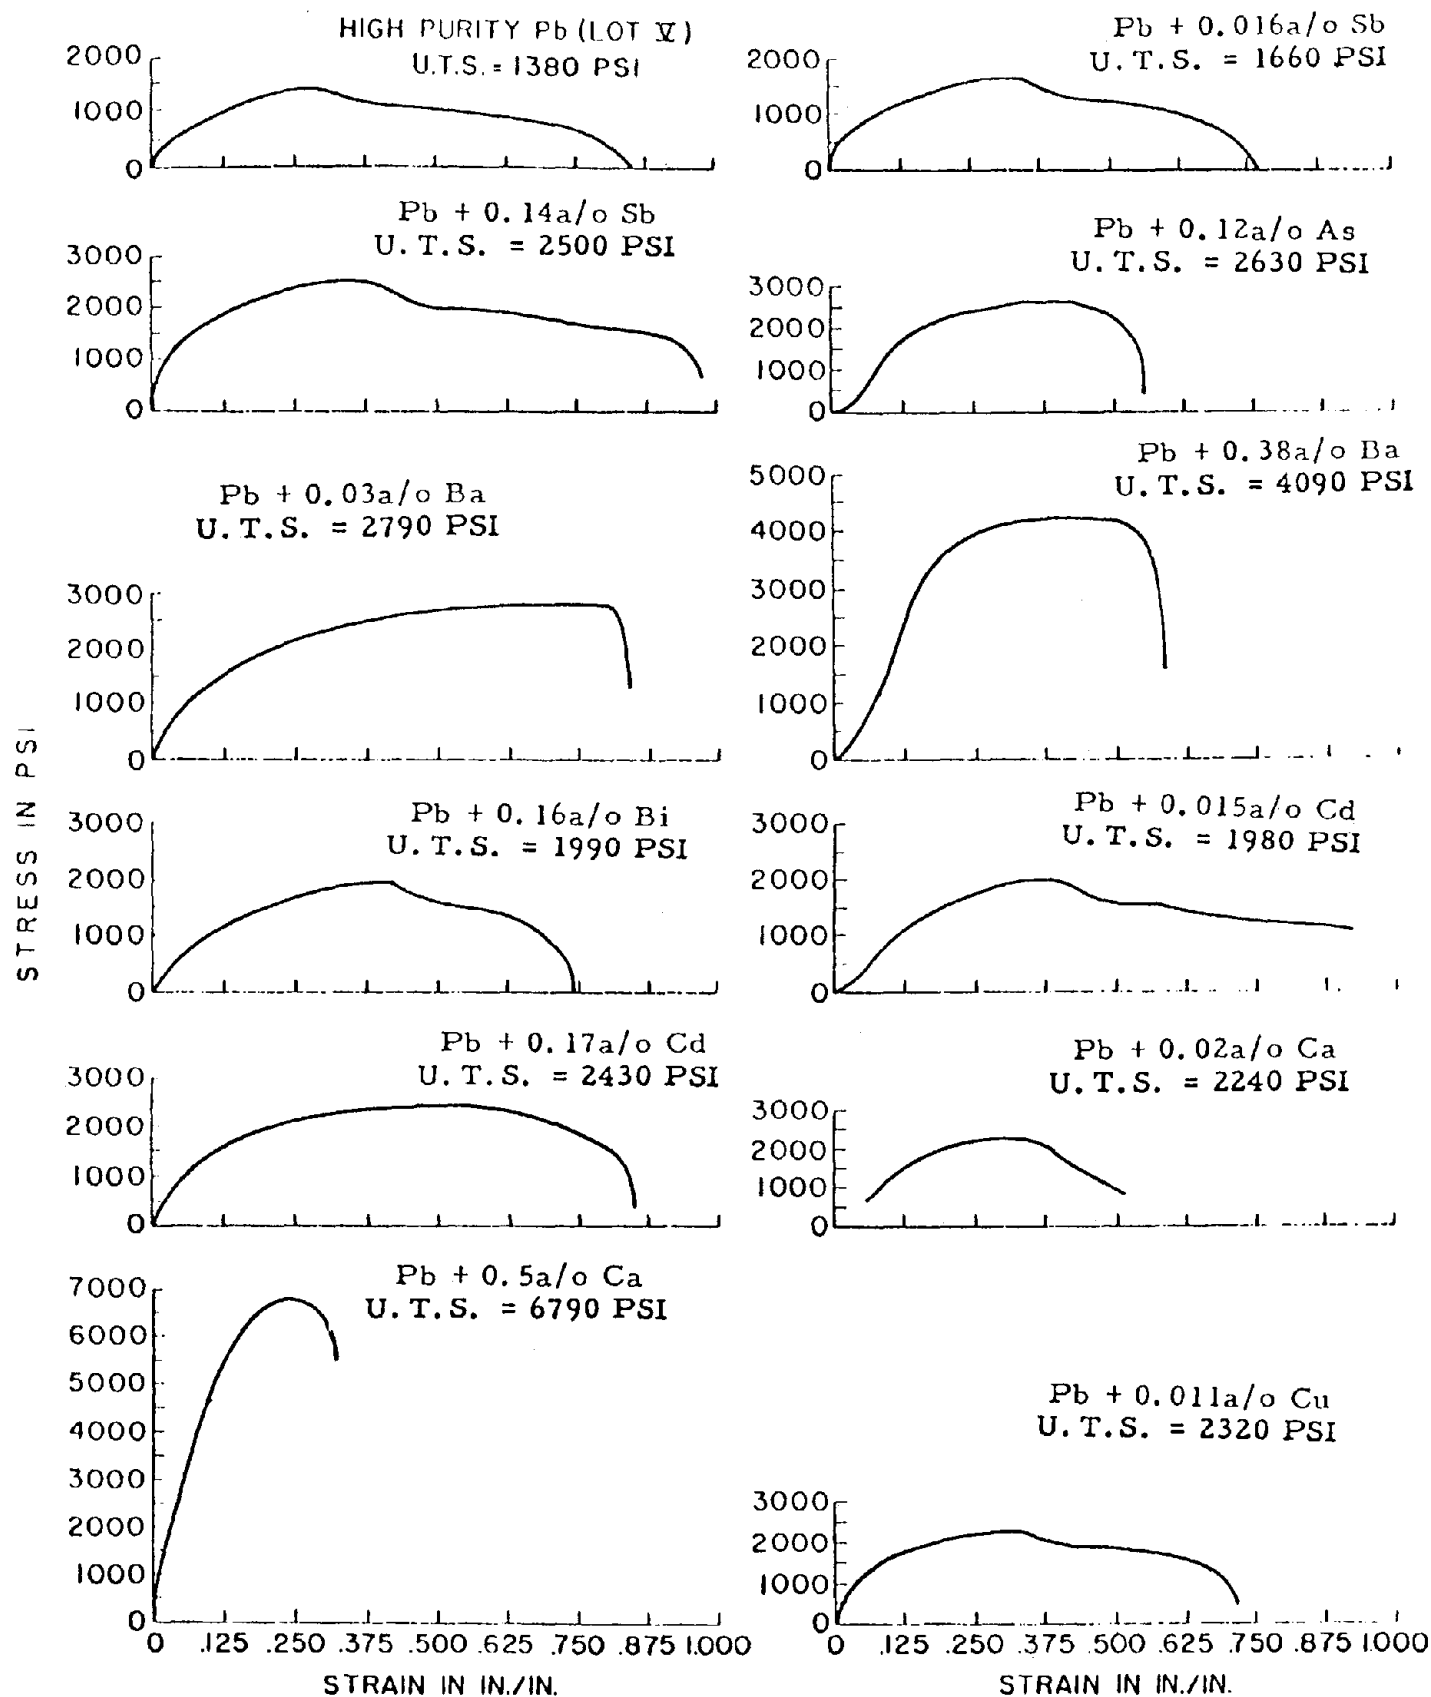 HIGH PURITY Pb (LOT V)
U.T.S. = 1380 PSI
2000
1000
0
Pb + 0.016a/o Sb
U. T. S. = 1660 PSI
2000
1000
0
Pb + 0.14a/o Sb
U. T. S. = 2500 PSI
3000
2000
1000
0
Pb + 0.12a/o As
U. T. S. = 2630 PSI
3000
2000
1000
0
Pb + 0.03a/o Ba
U. T. S. = 2790 PSI
3000
2000
1000
0
Pb + 0.38a/o Ba
U. T. S. = 4090 PSI
5000
4000
3000
2000
1000
0
STRESS IN PSI
Pb + 0.16a/o Bi
U. T. S. = 1990 PSI
3000
2000
1000
0
Pb + 0.015a/o Cd
U. T. S. = 1980 PSI
3000
2000
1000
0
Pb + 0.17a/o Cd
U. T. S. = 2430 PSI
3000
2000
1000
0
Pb + 0.02a/o Ca
U. T. S. = 2240 PSI
3000
2000
1000
0
Pb + 0.5a/o Ca
U. T. S. = 6790 PSI
7000
6000
5000
4000
3000
2000
1000
0
0 .125 .250 .375 .500 .625 .750 .875 1.000
STRAIN IN IN./IN.
Pb + 0.011a/o Cu
U. T. S. = 2320 PSI
3000
2000
1000
0
0 .125 .250 .375 .500 .625 .750 .875 1.000
STRAIN IN IN./IN.